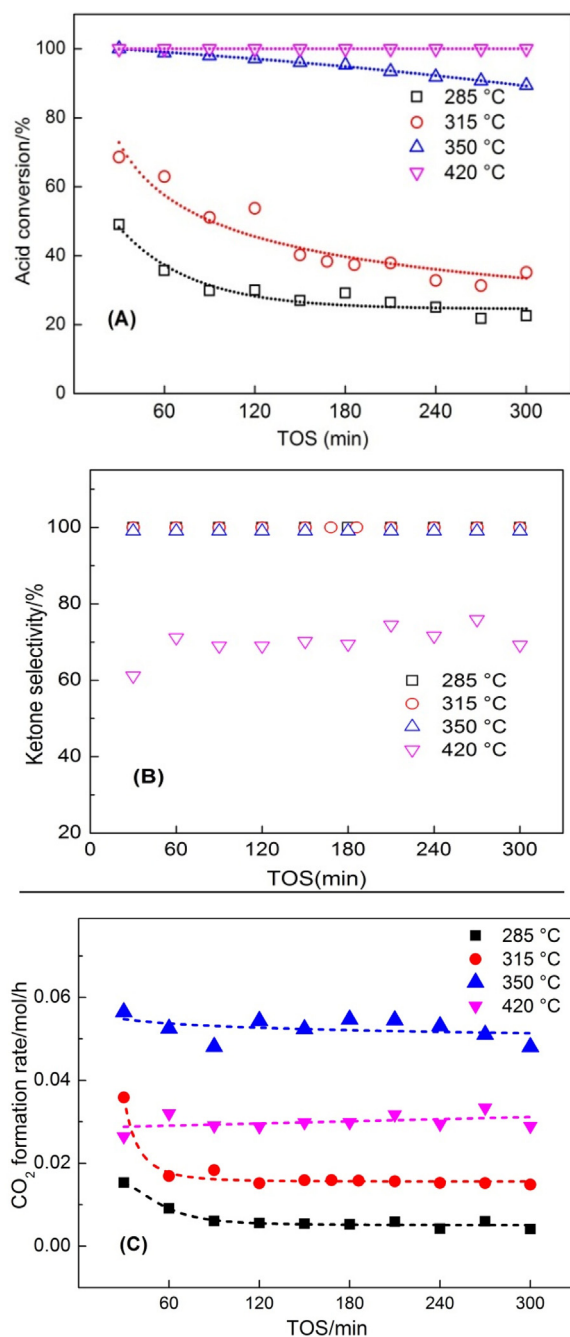 100
80
60
40
20
0
Acid conversion/%
285 °C
315 °C
350 °C
420 °C
(A)
60
120
180
240
300
TOS (min)
100
80
60
40
20
Ketone selectivity/%
285 °C
315 °C
350 °C
420 °C
(B)
0
60
120
180
240
300
TOS(min)
0.06
0.04
0.02
0.00
CO₂ formation rate/mol/h
285 °C
315 °C
350 °C
420 °C
(C)
60
120
180
240
300
TOS/min